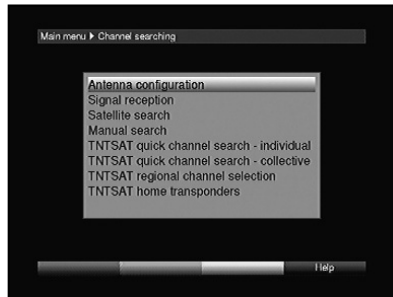 Main menu ▶ Channel searching
Antenna configuration
Signal reception
Satellite search
Manual search
TNTSAT quick channel search - individual
TNTSAT quick channel search - collective
TNTSAT regional channel selection
TNTSAT home transponders
Help